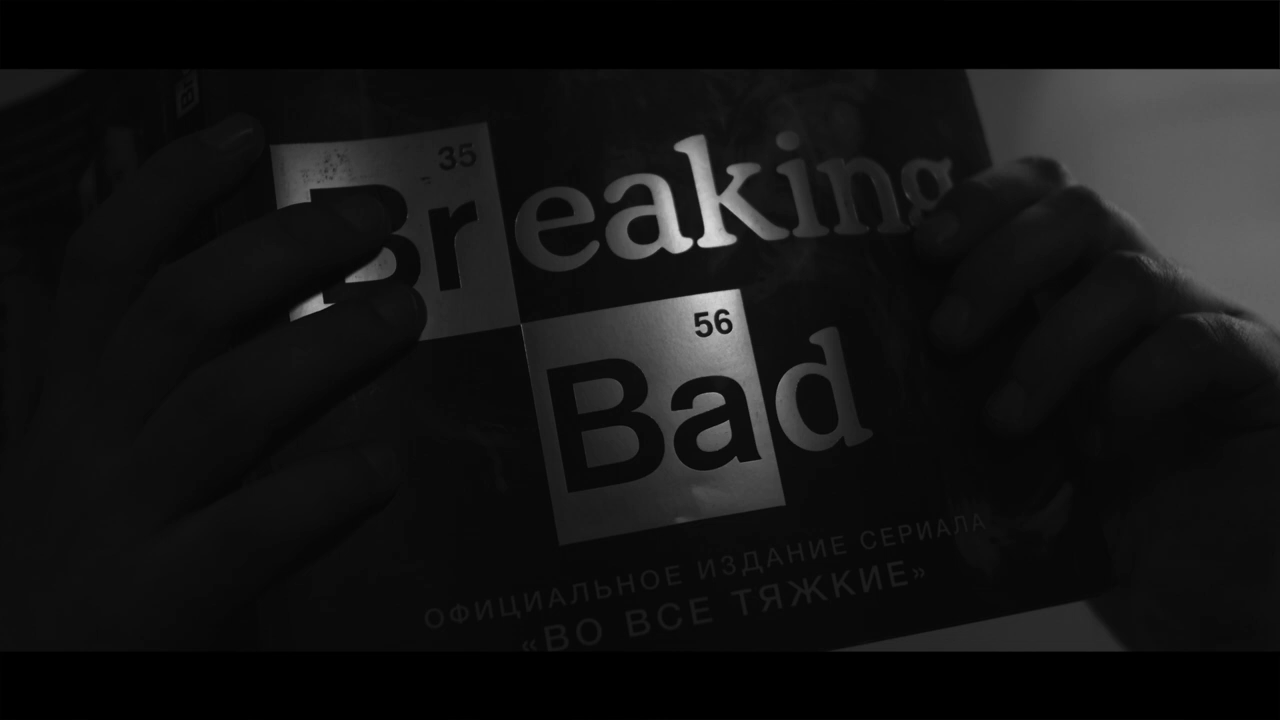 35
Breaking
56
Bad
ОФИЦИАЛЬНОЕ ИЗДАНИЕ СЕРИАЛА
«ВО ВСЕ ТЯЖКИЕ»